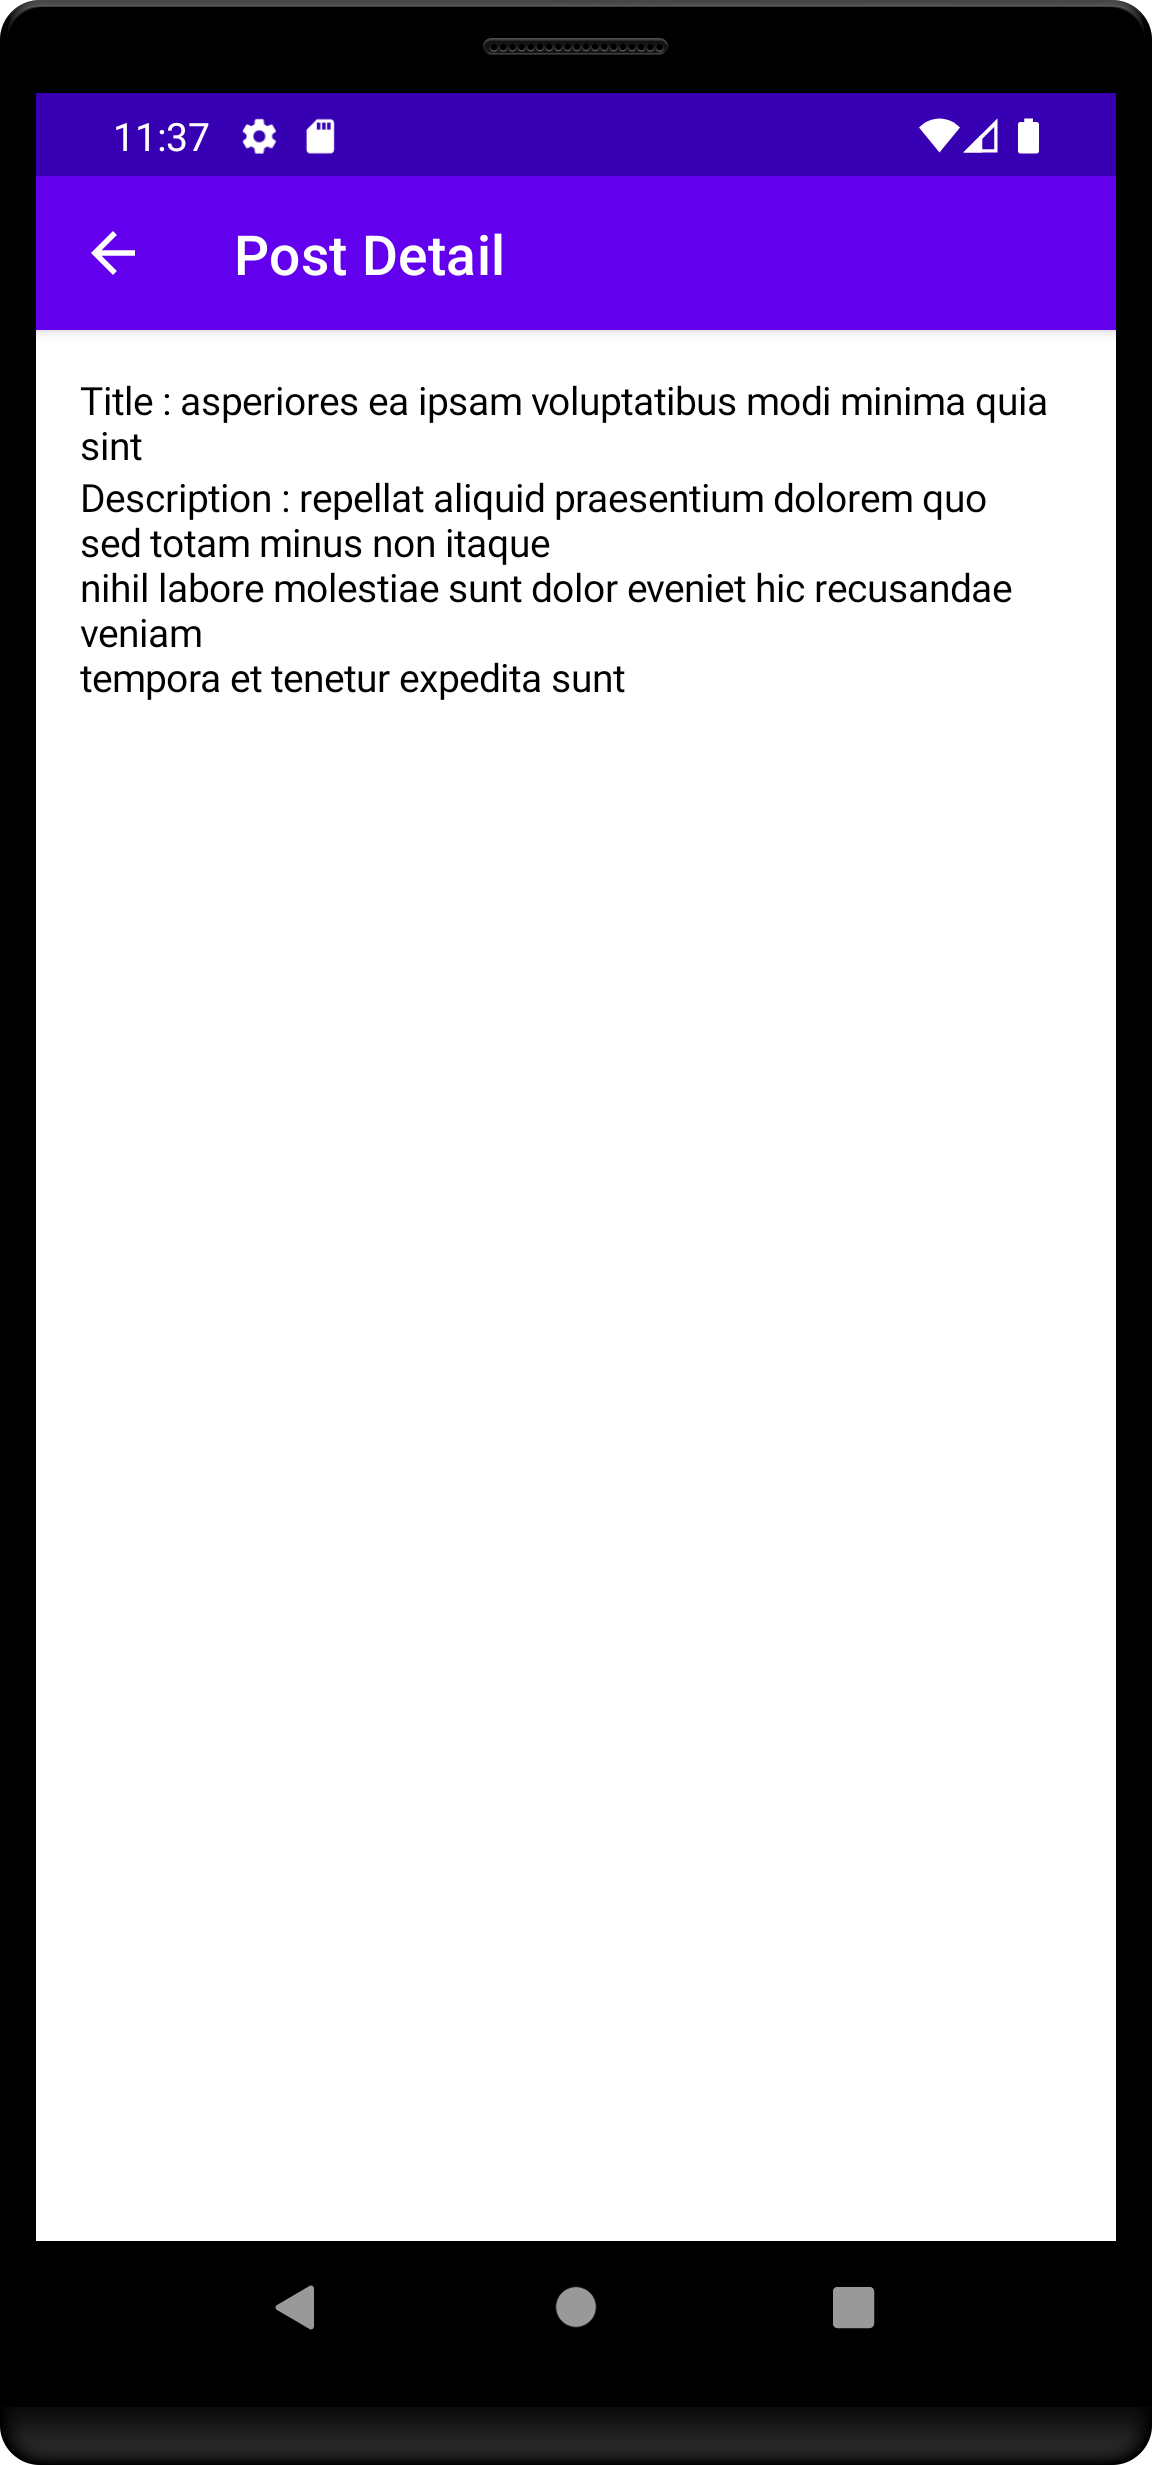 11:37
Post Detail
Title : asperiores ea ipsam voluptatibus modi minima quia
sint
Description : repellat aliquid praesentium dolorem quo
sed totam minus non itaque
nihil labore molestiae sunt dolor eveniet hic recusandae
veniam
tempora et tenetur expedita sunt